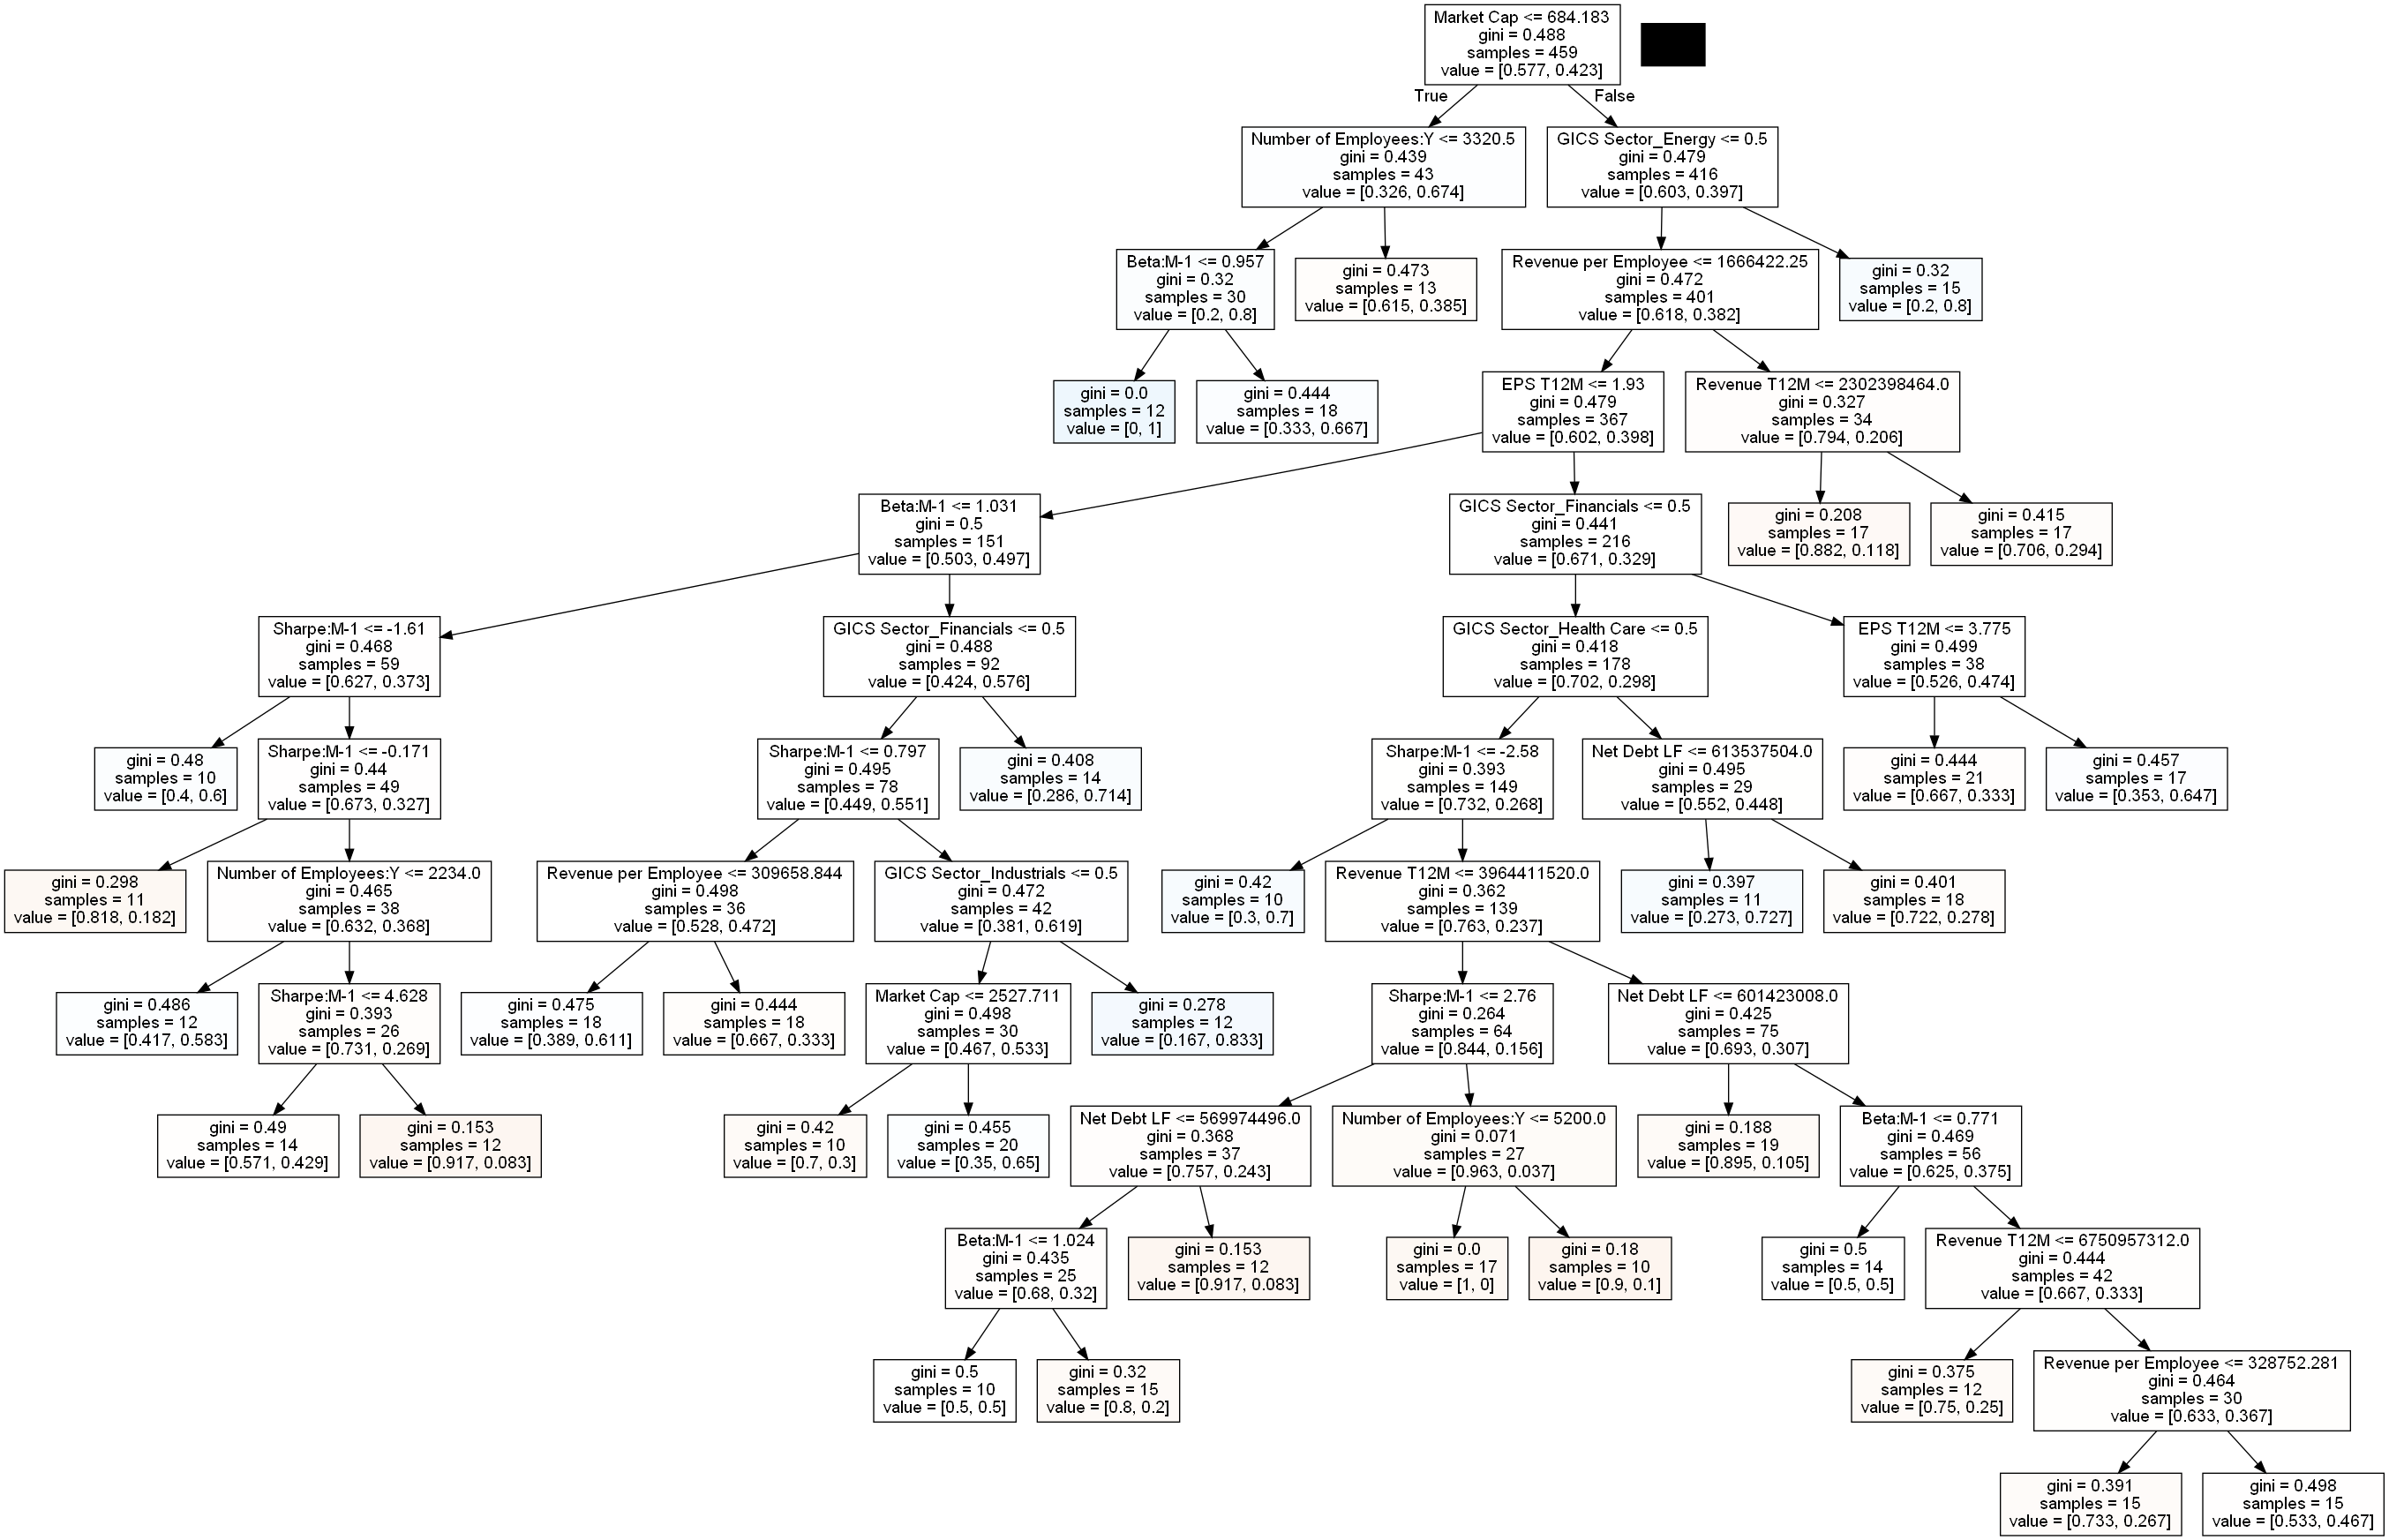 Market Cap <= 684.183
gini = 0.488
samples = 459
value = [0.577, 0.423]
True
False
Number of Employees:Y <= 3320.5
gini = 0.439
samples = 43
value = [0.326, 0.674]
GICS Sector_Energy <= 0.5
gini = 0.479
samples = 416
value = [0.603, 0.397]
Beta:M-1 <= 0.957
gini = 0.32
samples = 30
value = [0.2, 0.8]
gini = 0.473
samples = 13
value = [0.615, 0.385]
Revenue per Employee <= 1666422.25
gini = 0.472
samples = 401
value = [0.618, 0.382]
gini = 0.32
samples = 15
value = [0.2, 0.8]
gini = 0.0
samples = 12
value = [0, 1]
gini = 0.444
samples = 18
value = [0.333, 0.667]
EPS T12M <= 1.93
gini = 0.479
samples = 367
value = [0.602, 0.398]
Revenue T12M <= 2302398464.0
gini = 0.327
samples = 34
value = [0.794, 0.206]
Beta:M-1 <= 1.031
gini = 0.5
samples = 151
value = [0.503, 0.497]
GICS Sector_Financials <= 0.5
gini = 0.441
samples = 216
value = [0.671, 0.329]
gini = 0.208
samples = 17
value = [0.882, 0.118]
gini = 0.415
samples = 17
value = [0.706, 0.294]
Sharpe:M-1 <= -1.61
gini = 0.468
samples = 59
value = [0.627, 0.373]
GICS Sector_Financials <= 0.5
gini = 0.488
samples = 92
value = [0.424, 0.576]
GICS Sector_Health Care <= 0.5
gini = 0.418
samples = 178
value = [0.702, 0.298]
EPS T12M <= 3.775
gini = 0.499
samples = 38
value = [0.526, 0.474]
gini = 0.48
samples = 10
value = [0.4, 0.6]
Sharpe:M-1 <= -0.171
gini = 0.44
samples = 49
value = [0.673, 0.327]
Sharpe:M-1 <= 0.797
gini = 0.495
samples = 78
value = [0.449, 0.551]
gini = 0.408
samples = 14
value = [0.286, 0.714]
Sharpe:M-1 <= -2.58
gini = 0.393
samples = 149
value = [0.732, 0.268]
Net Debt LF <= 613537504.0
gini = 0.495
samples = 29
value = [0.552, 0.448]
gini = 0.444
samples = 21
value = [0.667, 0.333]
gini = 0.457
samples = 17
value = [0.353, 0.647]
gini = 0.298
samples = 11
value = [0.818, 0.182]
Number of Employees:Y <= 2234.0
gini = 0.465
samples = 38
value = [0.632, 0.368]
Revenue per Employee <= 309658.844
gini = 0.498
samples = 36
value = [0.528, 0.472]
GICS Sector_Industrials <= 0.5
gini = 0.472
samples = 42
value = [0.381, 0.619]
gini = 0.42
samples = 10
value = [0.3, 0.7]
Revenue T12M <= 3964411520.0
gini = 0.362
samples = 139
value = [0.763, 0.237]
gini = 0.397
samples = 11
value = [0.273, 0.727]
gini = 0.401
samples = 18
value = [0.722, 0.278]
gini = 0.486
samples = 12
value = [0.417, 0.583]
Sharpe:M-1 <= 4.628
gini = 0.393
samples = 26
value = [0.731, 0.269]
gini = 0.475
samples = 18
value = [0.389, 0.611]
gini = 0.444
samples = 18
value = [0.667, 0.333]
Market Cap <= 2527.711
gini = 0.498
samples = 30
value = [0.467, 0.533]
gini = 0.278
samples = 12
value = [0.167, 0.833]
Sharpe:M-1 <= 2.76
gini = 0.264
samples = 64
value = [0.844, 0.156]
Net Debt LF <= 601423008.0
gini = 0.425
samples = 75
value = [0.693, 0.307]
gini = 0.49
samples = 14
value = [0.571, 0.429]
gini = 0.153
samples = 12
value = [0.917, 0.083]
gini = 0.42
samples = 10
value = [0.7, 0.3]
gini = 0.455
samples = 20
value = [0.35, 0.65]
Net Debt LF <= 569974496.0
gini = 0.368
samples = 37
value = [0.757, 0.243]
Number of Employees:Y <= 5200.0
gini = 0.071
samples = 27
value = [0.963, 0.037]
gini = 0.188
samples = 19
value = [0.895, 0.105]
Beta:M-1 <= 0.771
gini = 0.469
samples = 56
value = [0.625, 0.375]
Beta:M-1 <= 1.024
gini = 0.435
samples = 25
value = [0.68, 0.32]
gini = 0.153
samples = 12
value = [0.917, 0.083]
gini = 0.0
samples = 17
value = [1, 0]
gini = 0.18
samples = 10
value = [0.9, 0.1]
gini = 0.5
samples = 14
value = [0.5, 0.5]
Revenue T12M <= 6750957312.0
gini = 0.444
samples = 42
value = [0.667, 0.333]
gini = 0.5
samples = 10
value = [0.5, 0.5]
gini = 0.32
samples = 15
value = [0.8, 0.2]
gini = 0.375
samples = 12
value = [0.75, 0.25]
Revenue per Employee <= 328752.281
gini = 0.464
samples = 30
value = [0.633, 0.367]
gini = 0.391
samples = 15
value = [0.733, 0.267]
gini = 0.498
samples = 15
value = [0.533, 0.467]